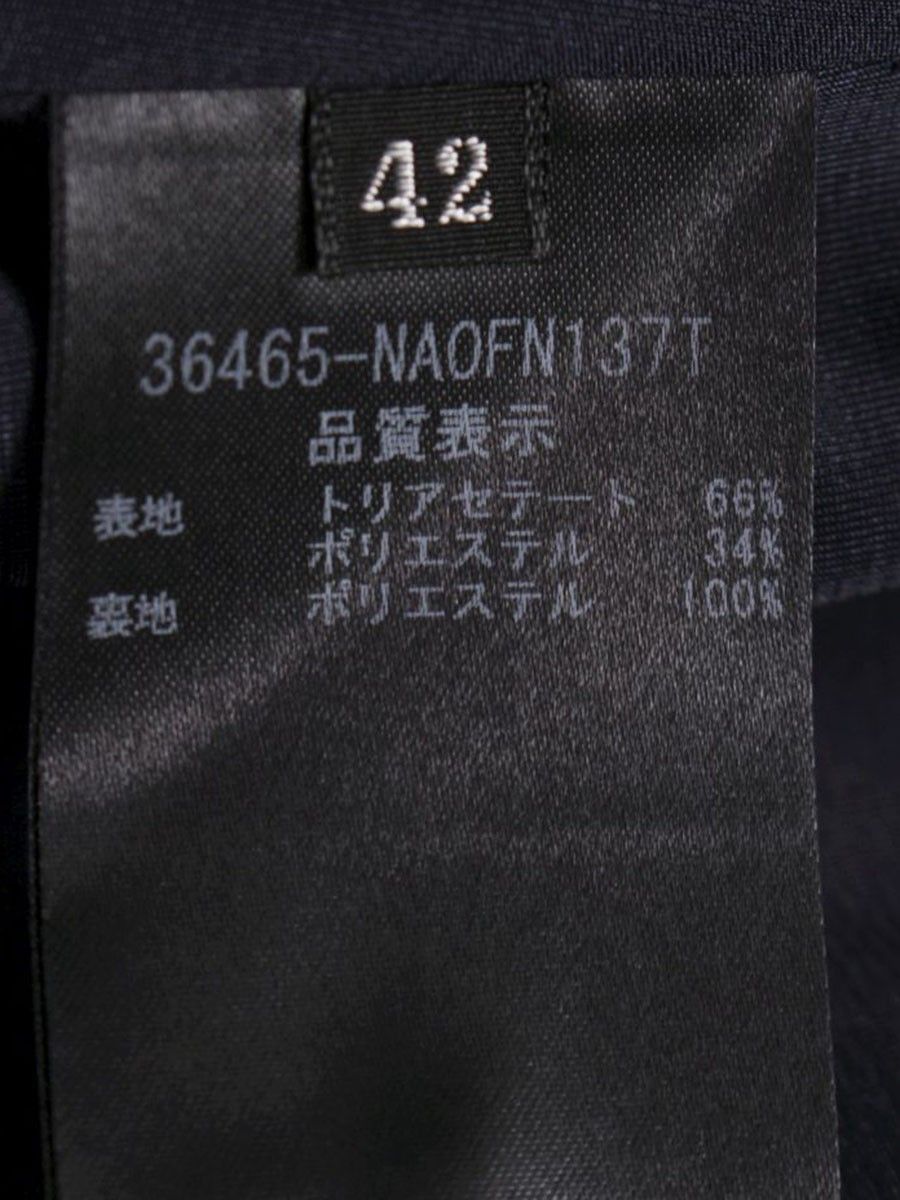 42
36465-NA0FN137T
品質表示
表地 トリアセテート 66%
ポリエステル 34%
裏地 ポリエステル 100%